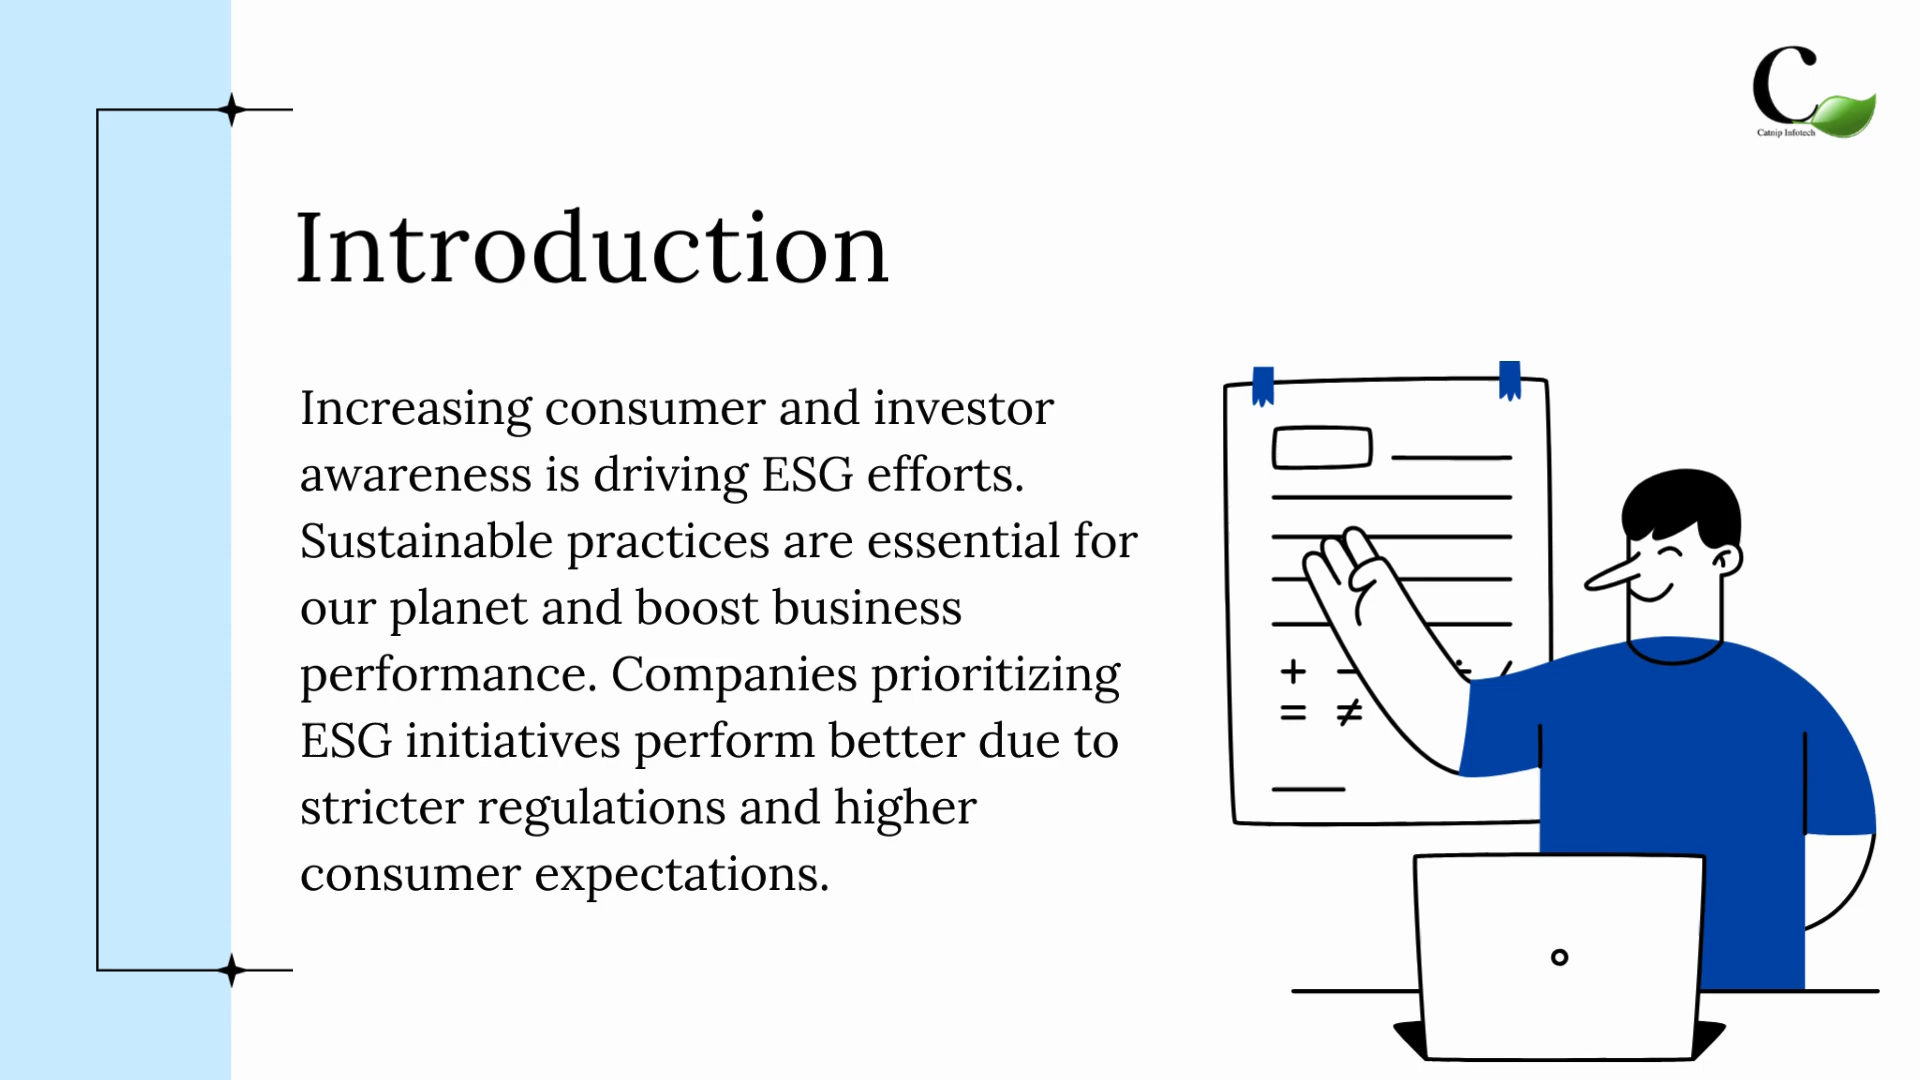 Catnip Infotech
Introduction
Increasing consumer and investor
awareness is driving ESG efforts.
Sustainable practices are essential for
our planet and boost business
performance. Companies prioritizing
ESG initiatives perform better due to
stricter regulations and higher
consumer expectations.
+ - ÷ /
= ≠